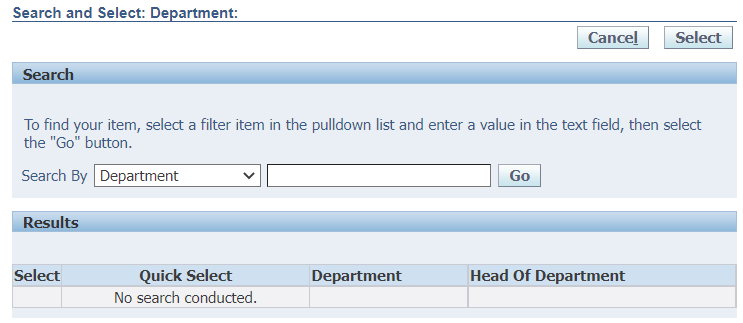 Search and Select: Department:
Cancel Select
Search
To find your item, select a filter item in the pulldown list and enter a value in the text field, then select
the "Go" button.
Search By Department Go
Results
Select Quick Select Department Head Of Department
No search conducted.